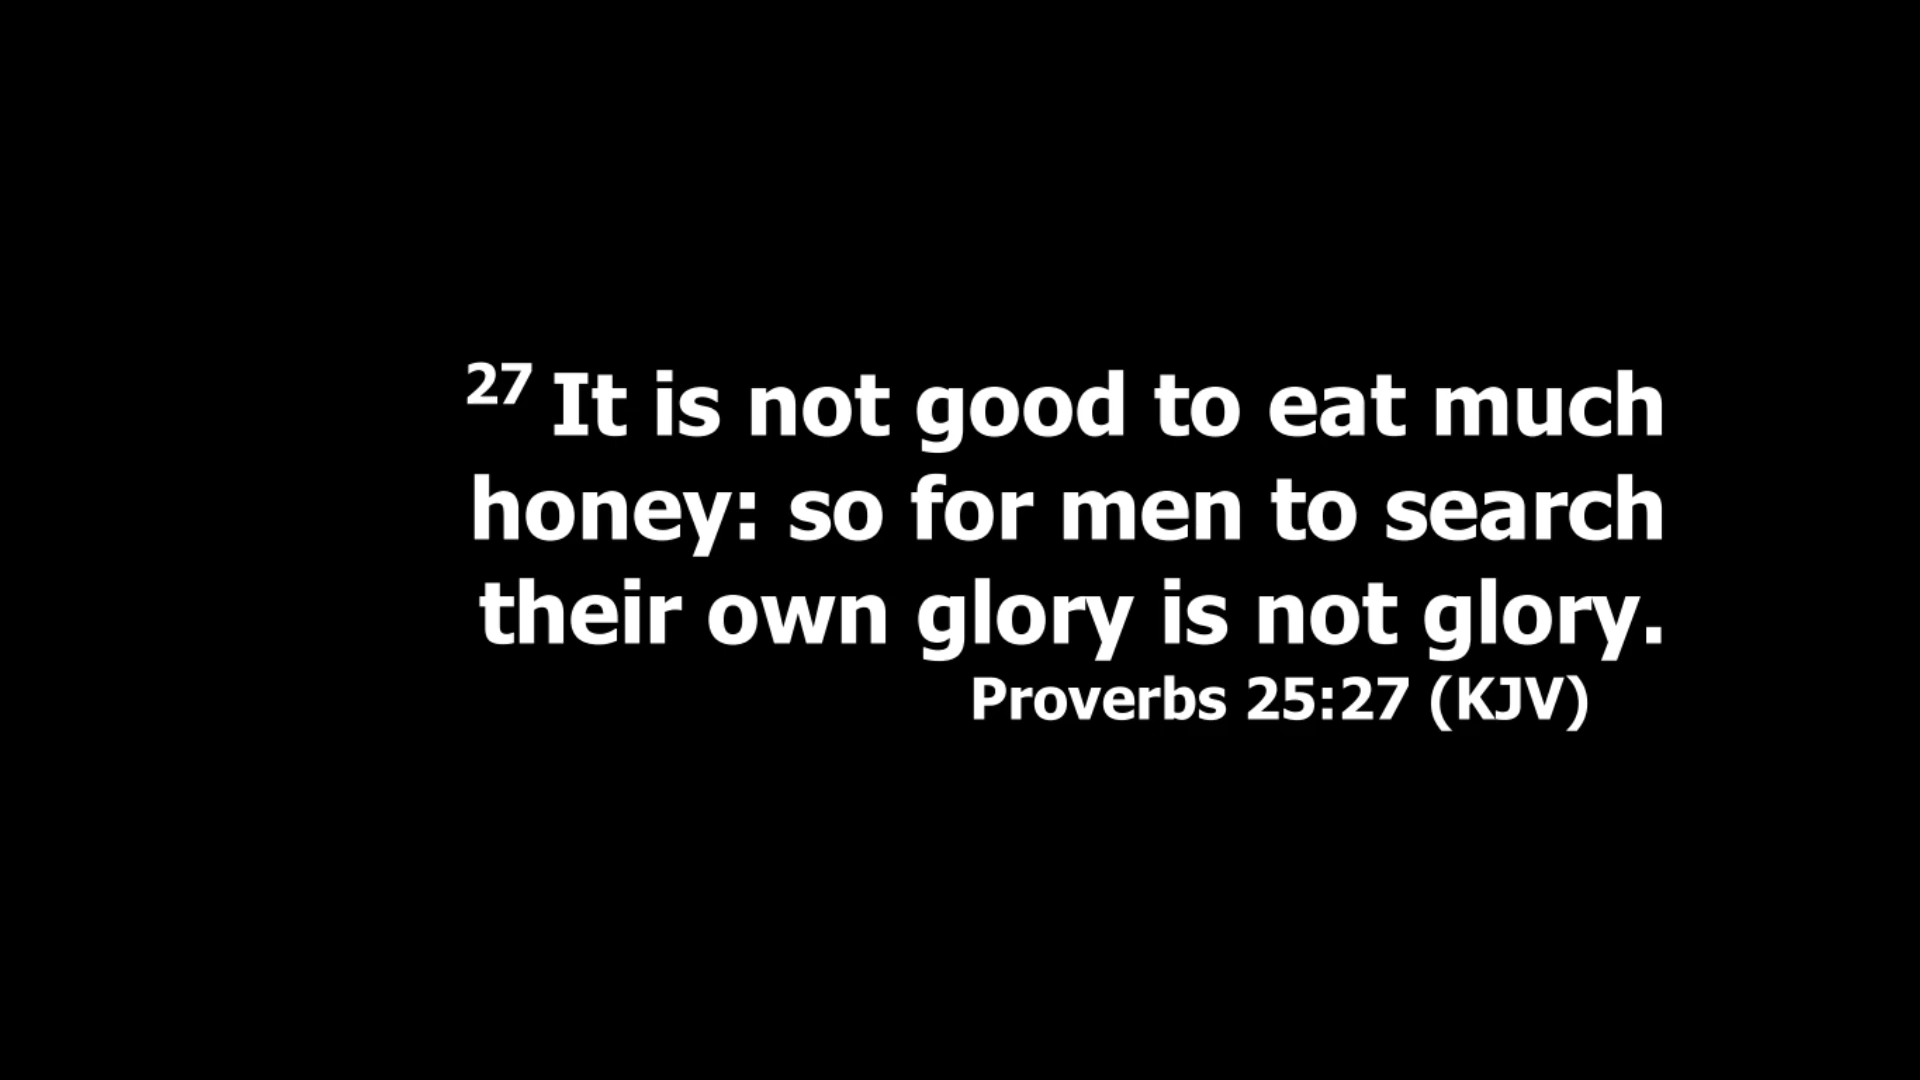 27 It is not good to eat much
honey: so for men to search
their own glory is not glory.
Proverbs 25:27 (KJV)